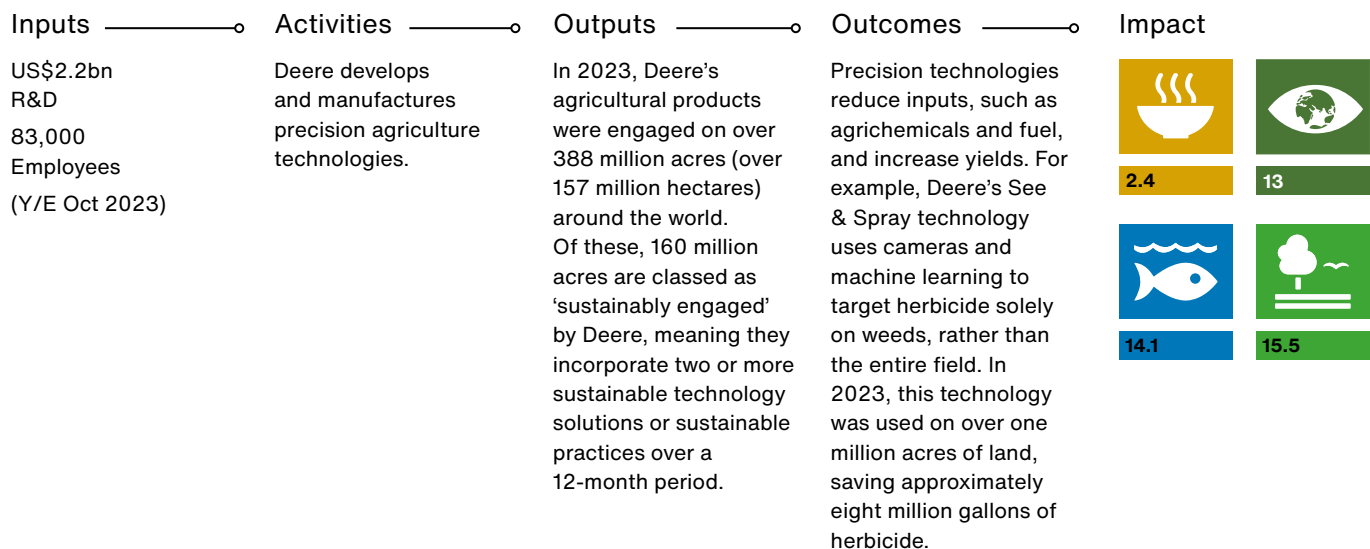 Inputs
US$2.2bn
R&D
83,000
Employees
(Y/E Oct 2023)
Activities
Deere develops
and manufactures
precision agriculture
technologies.
Outputs
In 2023, Deere’s
agricultural products
were engaged on over
388 million acres (over
157 million hectares)
around the world.
Of these, 160 million
acres are classed as
‘sustainably engaged’
by Deere, meaning they
incorporate two or more
sustainable technology
solutions or sustainable
practices over a
12-month period.
Outcomes
Precision technologies
reduce inputs, such as
agrichemicals and fuel,
and increase yields. For
example, Deere’s See
& Spray technology
uses cameras and
machine learning to
target herbicide solely
on weeds, rather than
the entire field. In
2023, this technology
was used on over one
million acres of land,
saving approximately
eight million gallons of
herbicide.
Impact
2.4
13
14.1
15.5